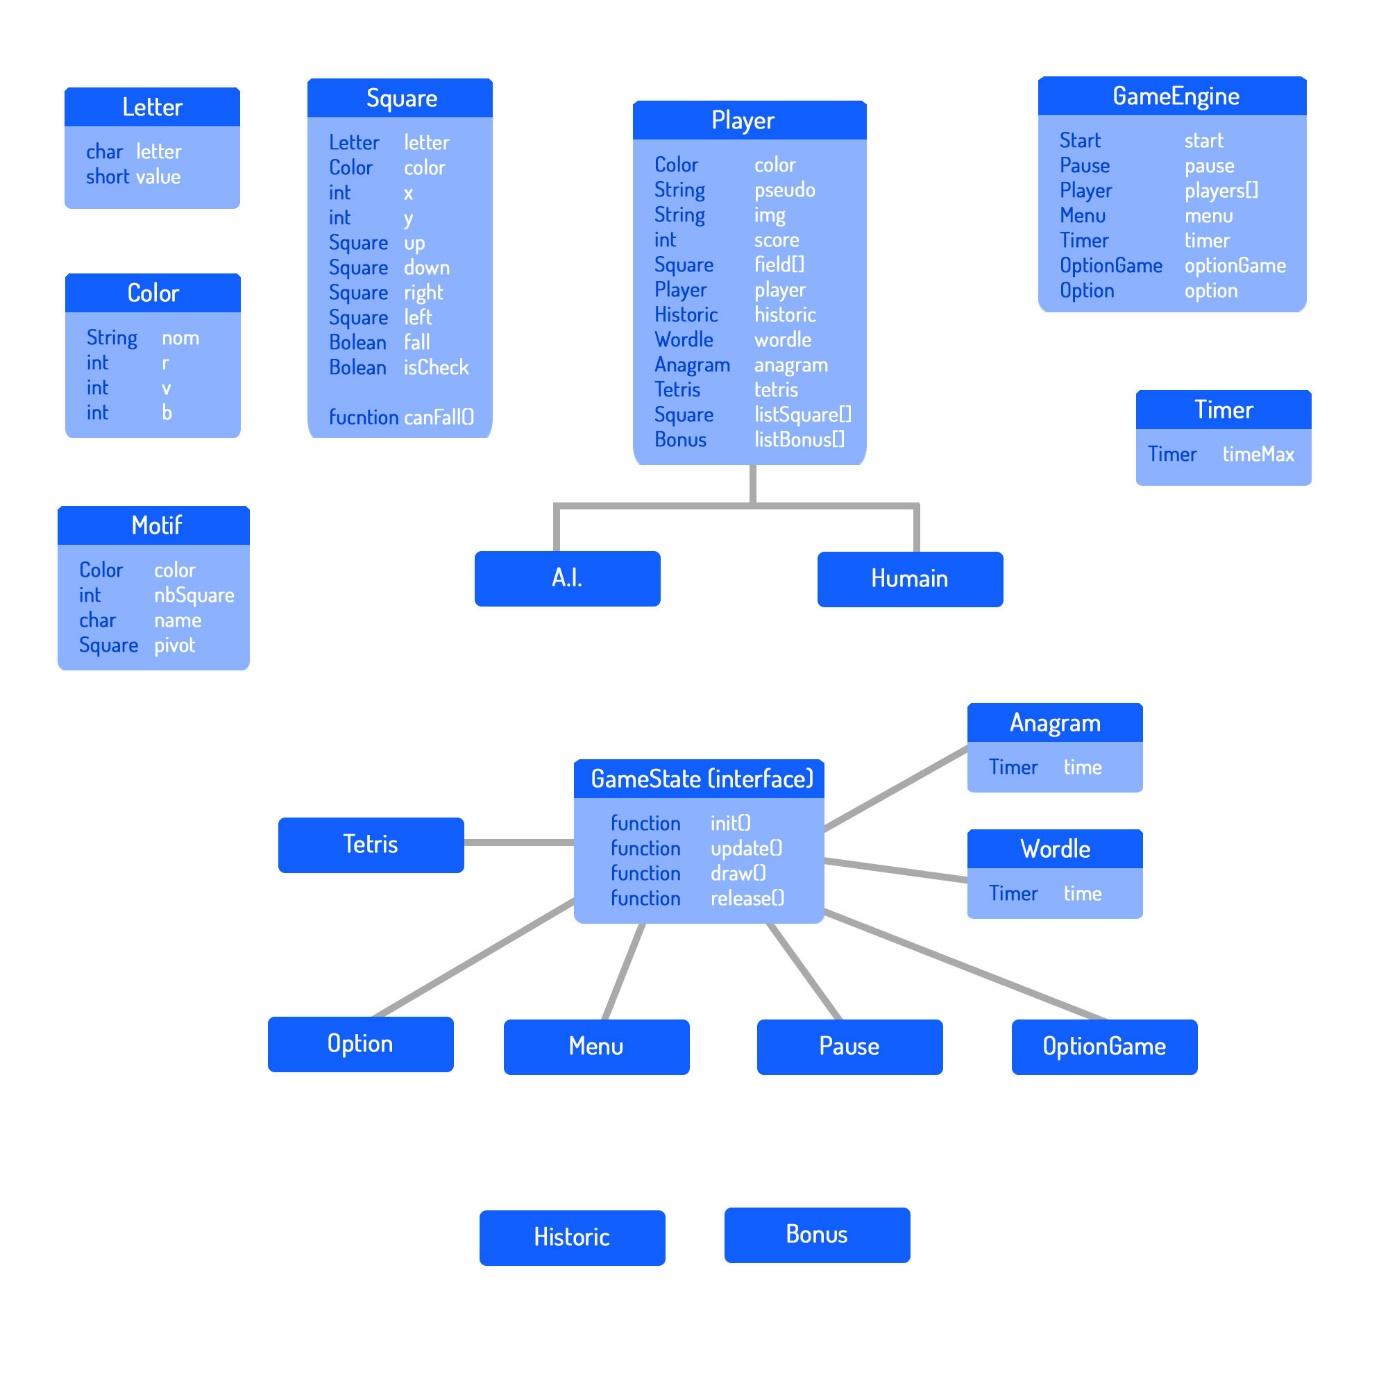 Letter
char letter
short value
Square
Letter letter
Color color
int x
int y
Square up
Square down
Square right
Square left
Bolean fall
Bolean isCheck
fucntion canFall()
Player
Color color
String pseudo
String img
int score
Square field[]
Player player
Historic historic
Wordle wordle
Anagram anagram
Tetris tetris
Square listSquare[]
Bonus listBonus[]
GameEngine
Start start
Pause pause
Player players[]
Menu menu
Timer timer
OptionGame optionGame
Option option
Color
String nom
int r
int v
int b
Timer
Timer timeMax
Motif
Color color
int nbSquare
char name
Square pivot
A.I.
Humain
GameState (interface)
function init()
function update()
function draw()
function release()
Anagram
Timer time
Tetris
Wordle
Timer time
Option
Menu
Pause
OptionGame
Historic
Bonus